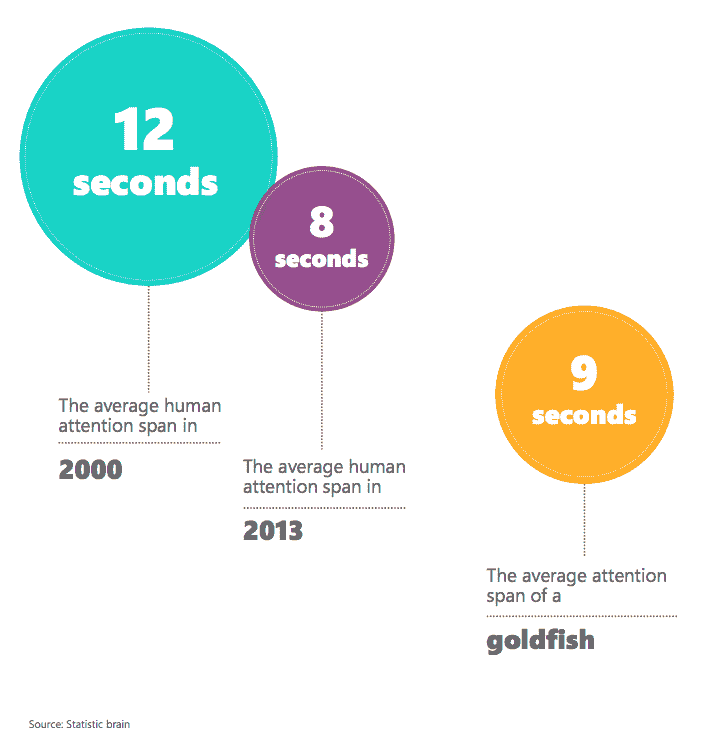 12
seconds
The average human
attention span in
2000
8
seconds
The average human
attention span in
2013
9
seconds
The average attention
span of a
goldfish
Source: Statistic brain